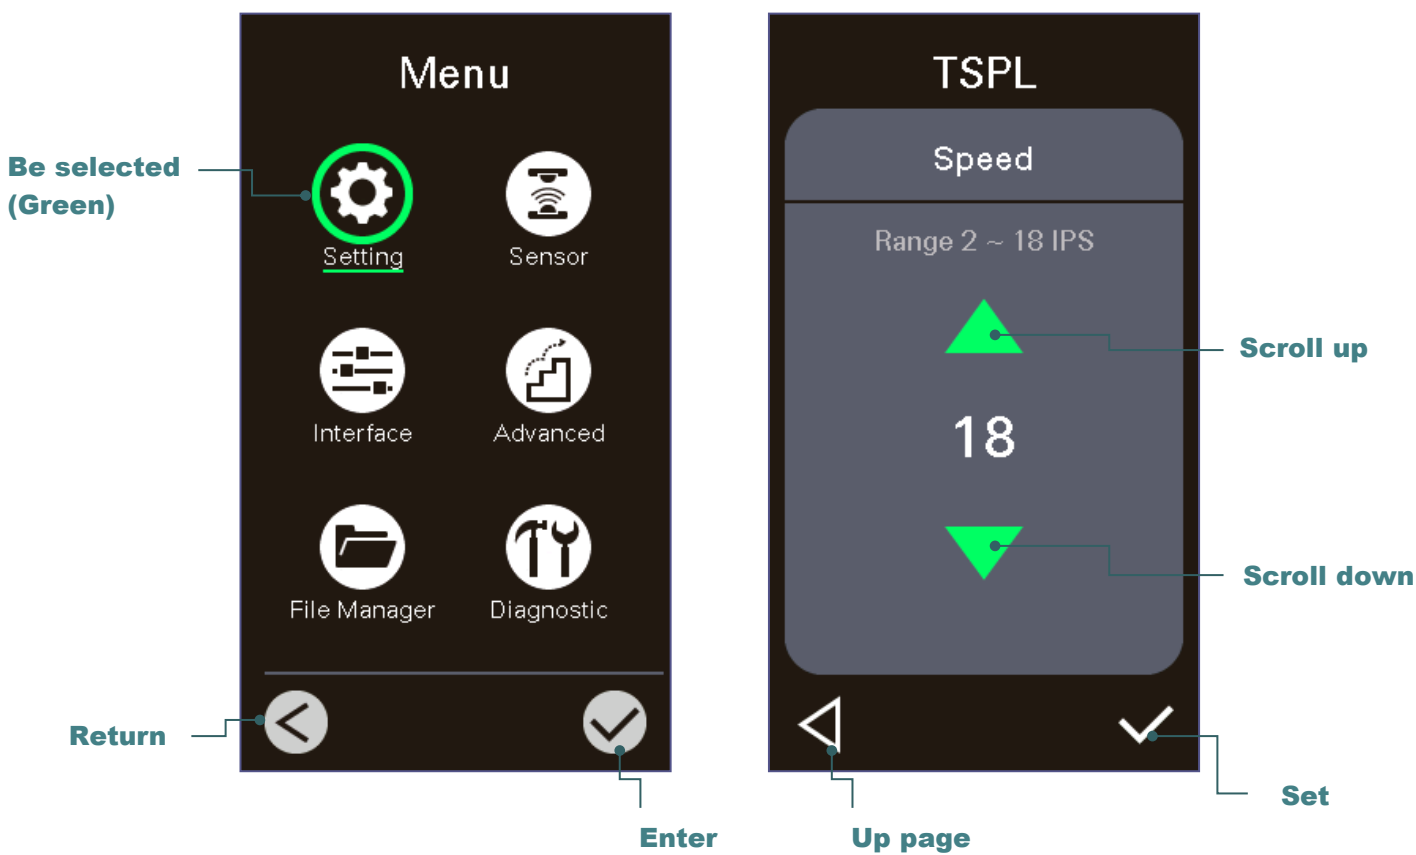 Menu
Be selected
(Green)
Setting
Sensor
Interface
Advanced
File Manager
Diagnostic
Return
Enter
TSPL
Speed
Range 2 ~ 18 IPS
Scroll up
18
Scroll down
Set
Up page